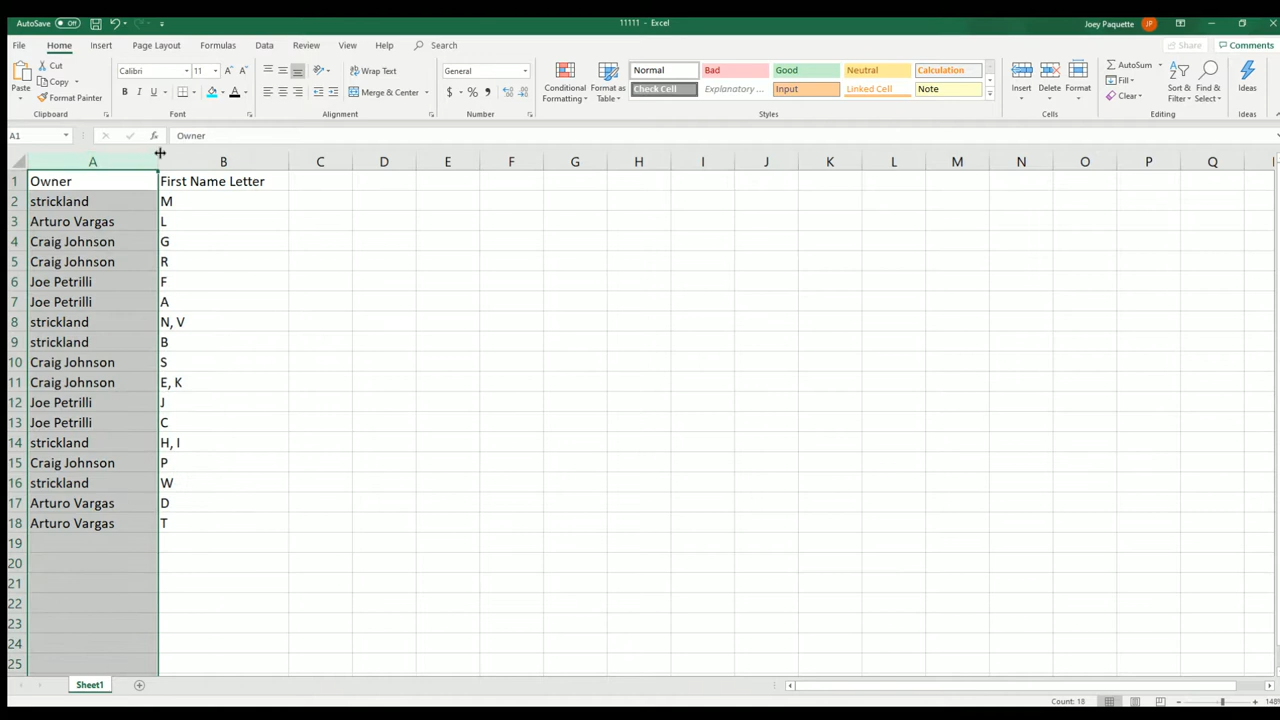 AutoSave Off 11111 - Excel Joey Paquette JP
File Home Insert Page Layout Formulas Data Review View Help Search Share Comments
Paste Cut Copy Format Painter Clipboard
Calibri 11 A A B I U A Font
Wrap Text Merge & Center Alignment
General $ % Number
Conditional Formatting Format as Table
Normal Bad Good Neutral Calculation
Check Cell Explanatory ... Input Linked Cell Note
Styles
Insert Delete Format Cells
AutoSum Fill Clear Sort & Filter Find & Select Editing
Ideas Ideas
A1 fx Owner
A B C D E F G H I J K L M N O P Q
1 Owner First Name Letter
2 strickland M
3 Arturo Vargas L
4 Craig Johnson G
5 Craig Johnson R
6 Joe Petrilli F
7 Joe Petrilli A
8 strickland N, V
9 strickland B
10 Craig Johnson S
11 Craig Johnson E, K
12 Joe Petrilli J
13 Joe Petrilli C
14 strickland H, I
15 Craig Johnson P
16 strickland W
17 Arturo Vargas D
18 Arturo Vargas T
19
20
21
22
23
24
25
Sheet1
Count: 18 148%